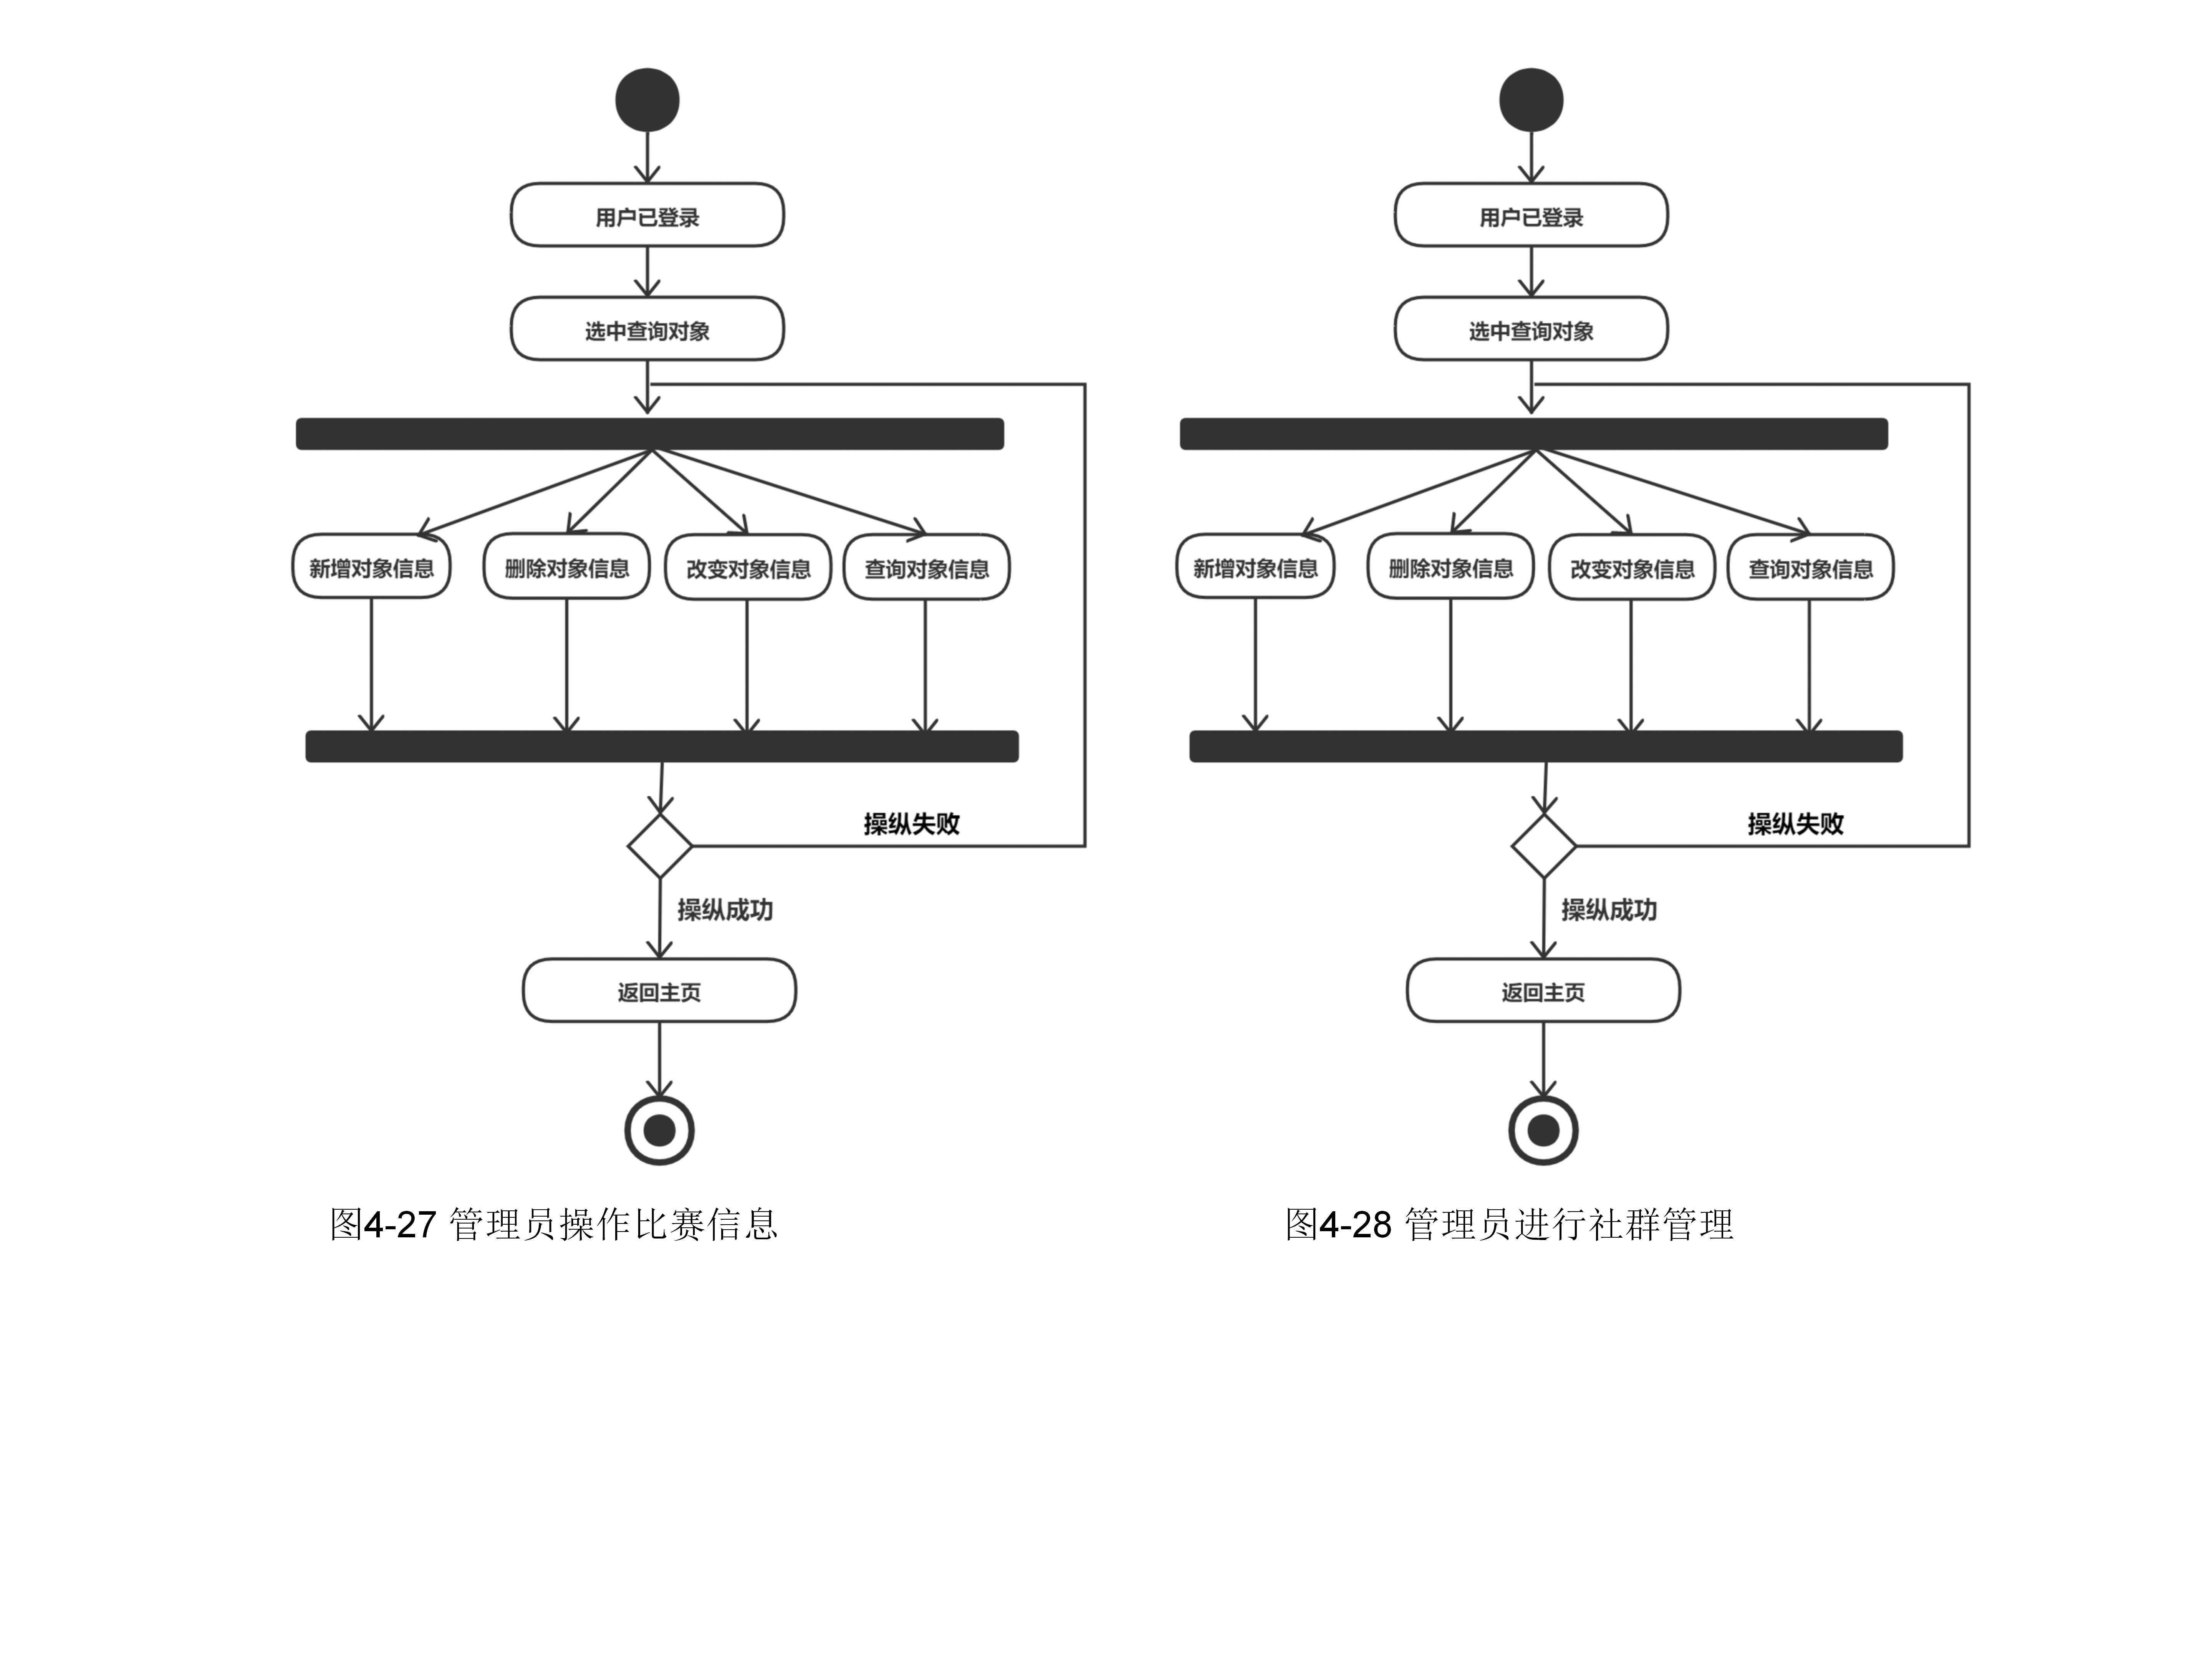 用户已登录
选中查询对象
新增对象信息
删除对象信息
改变对象信息
查询对象信息
操纵失败
操纵成功
返回主页
图4-27 管理员操作比赛信息
用户已登录
选中查询对象
新增对象信息
删除对象信息
改变对象信息
查询对象信息
操纵失败
操纵成功
返回主页
图4-28 管理员进行社群管理